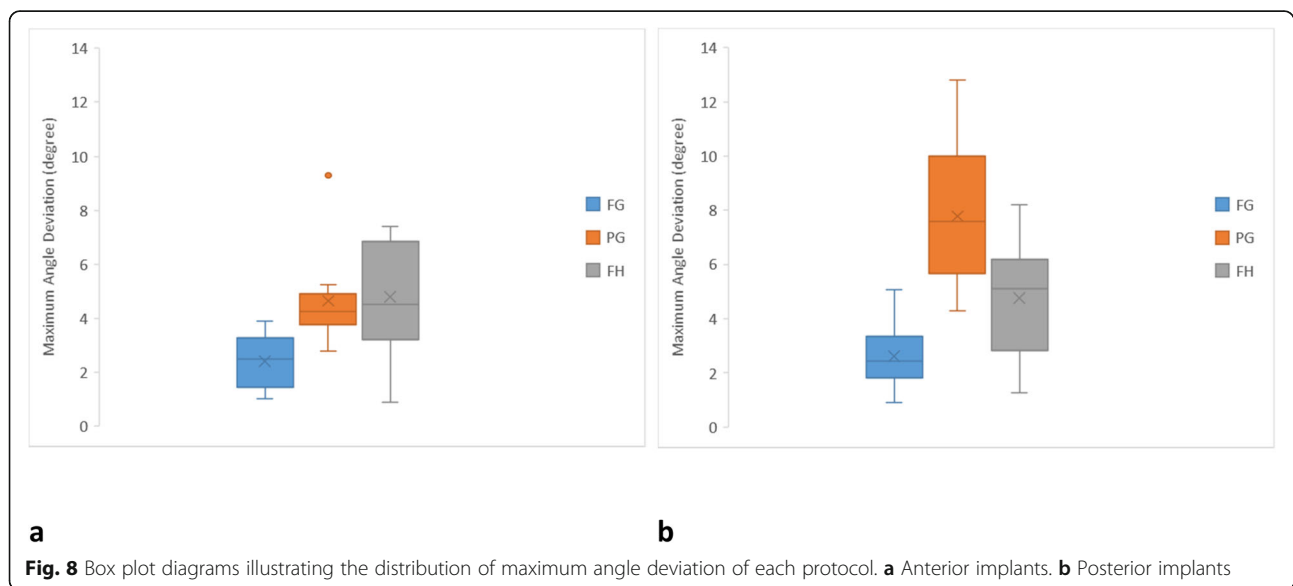 14
12
10
8
6
4
2
0
Maximum Angle Deviation (degree)
FG
PG
FH
14
12
10
8
6
4
2
0
Maximum Angle Deviation (degree)
FG
PG
FH
a
b
Fig. 8 Box plot diagrams illustrating the distribution of maximum angle deviation of each protocol. a Anterior implants. b Posterior implants